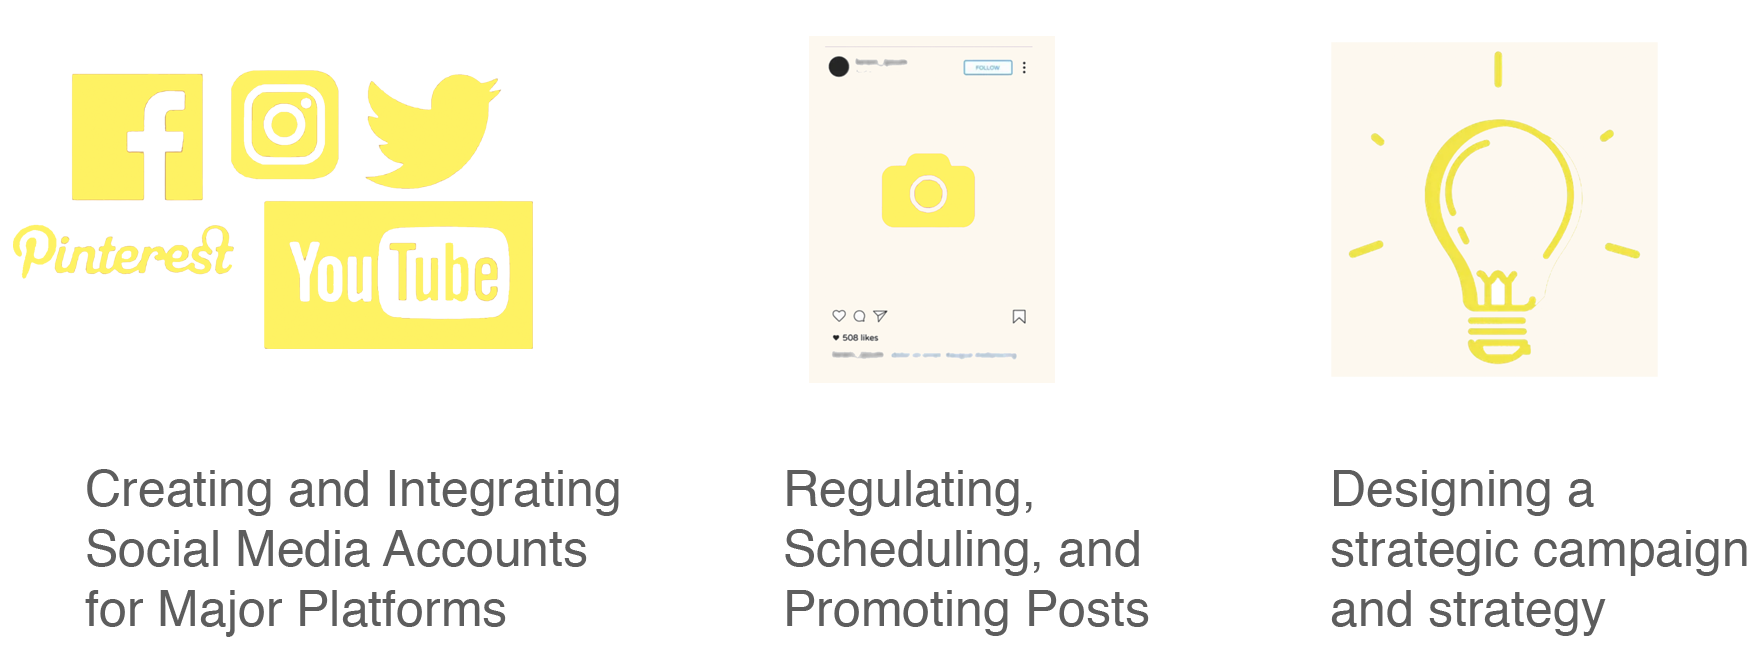 Pinterest
YouTube
FOLLOW
508 likes
Creating and Integrating
Social Media Accounts
for Major Platforms
Regulating,
Scheduling, and
Promoting Posts
Designing a
strategic campaign
and strategy